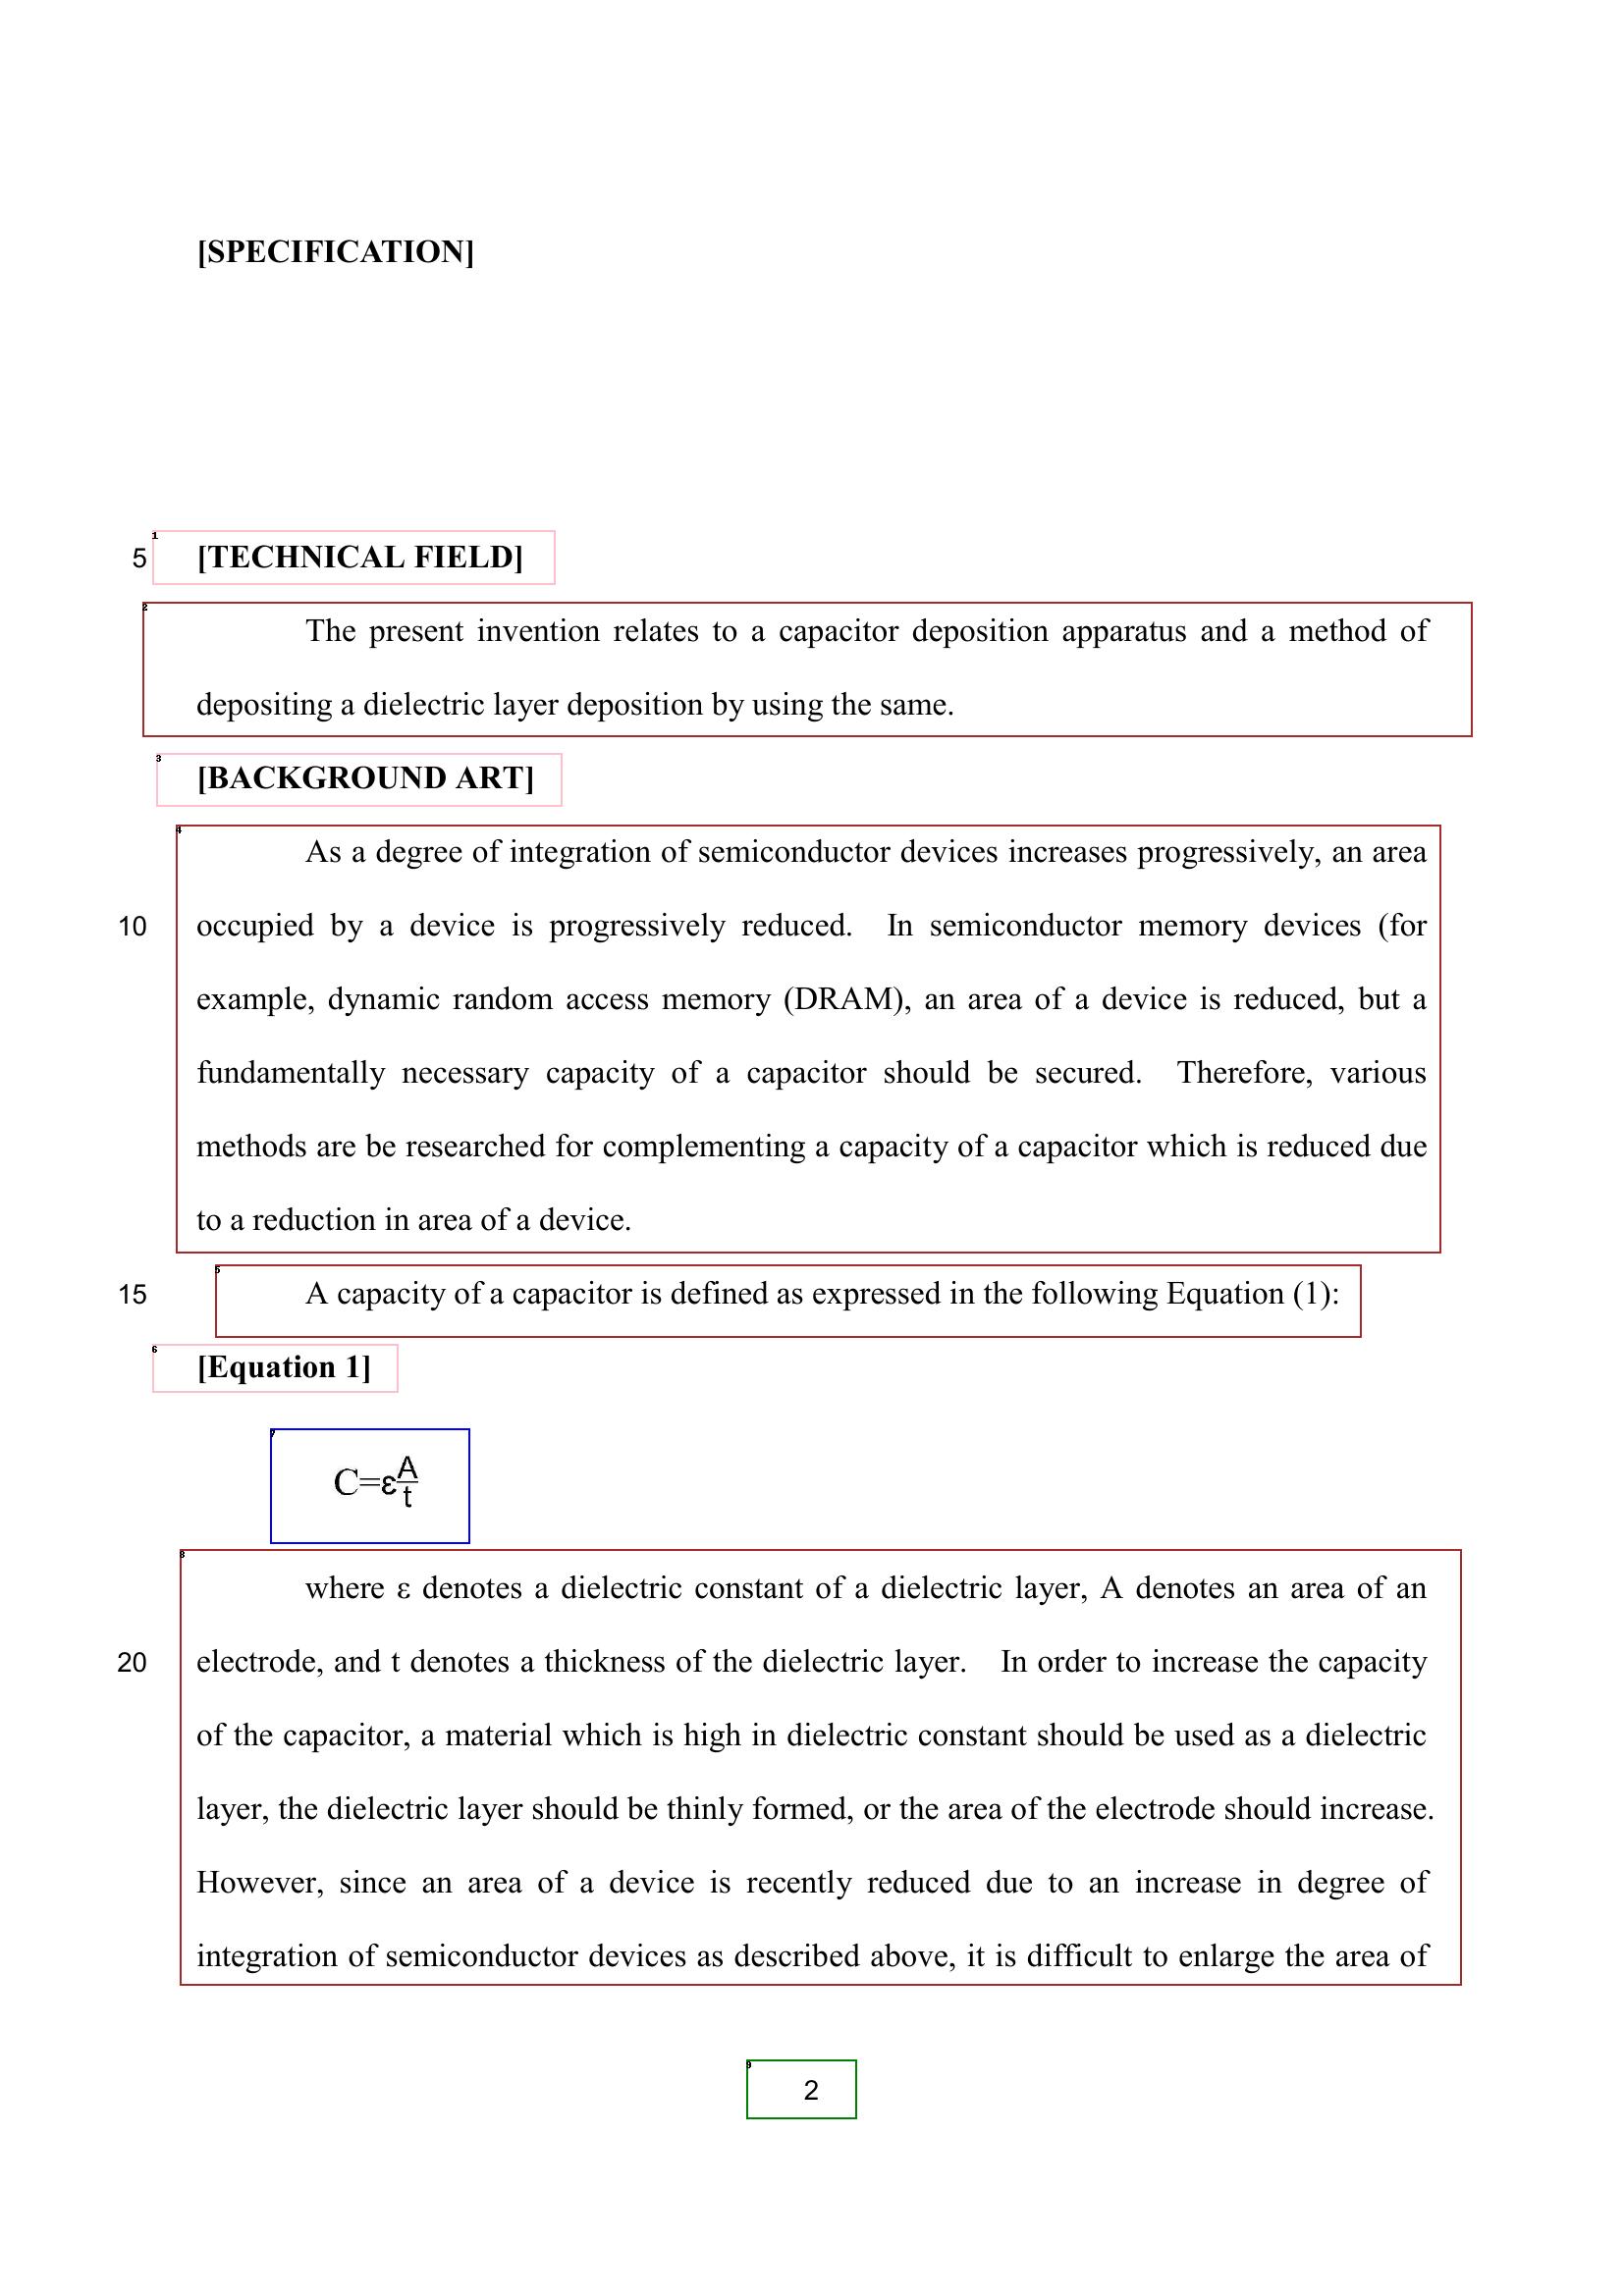 [SPECIFICATION]
1
5 [TECHNICAL FIELD]
2
The present invention relates to a capacitor deposition apparatus and a method of
depositing a dielectric layer deposition by using the same.
3
[BACKGROUND ART]
4
As a degree of integration of semiconductor devices increases progressively, an area
10 occupied by a device is progressively reduced. In semiconductor memory devices (for
example, dynamic random access memory (DRAM), an area of a device is reduced, but a
fundamentally necessary capacity of a capacitor should be secured. Therefore, various
methods are be researched for complementing a capacity of a capacitor which is reduced due
to a reduction in area of a device.
5
15 A capacity of a capacitor is defined as expressed in the following Equation (1):
6
[Equation 1]
7
C=ε A/t
8
where ε denotes a dielectric constant of a dielectric layer, A denotes an area of an
20 electrode, and t denotes a thickness of the dielectric layer. In order to increase the capacity
of the capacitor, a material which is high in dielectric constant should be used as a dielectric
layer, the dielectric layer should be thinly formed, or the area of the electrode should increase.
However, since an area of a device is recently reduced due to an increase in degree of
integration of semiconductor devices as described above, it is difficult to enlarge the area of
9
2